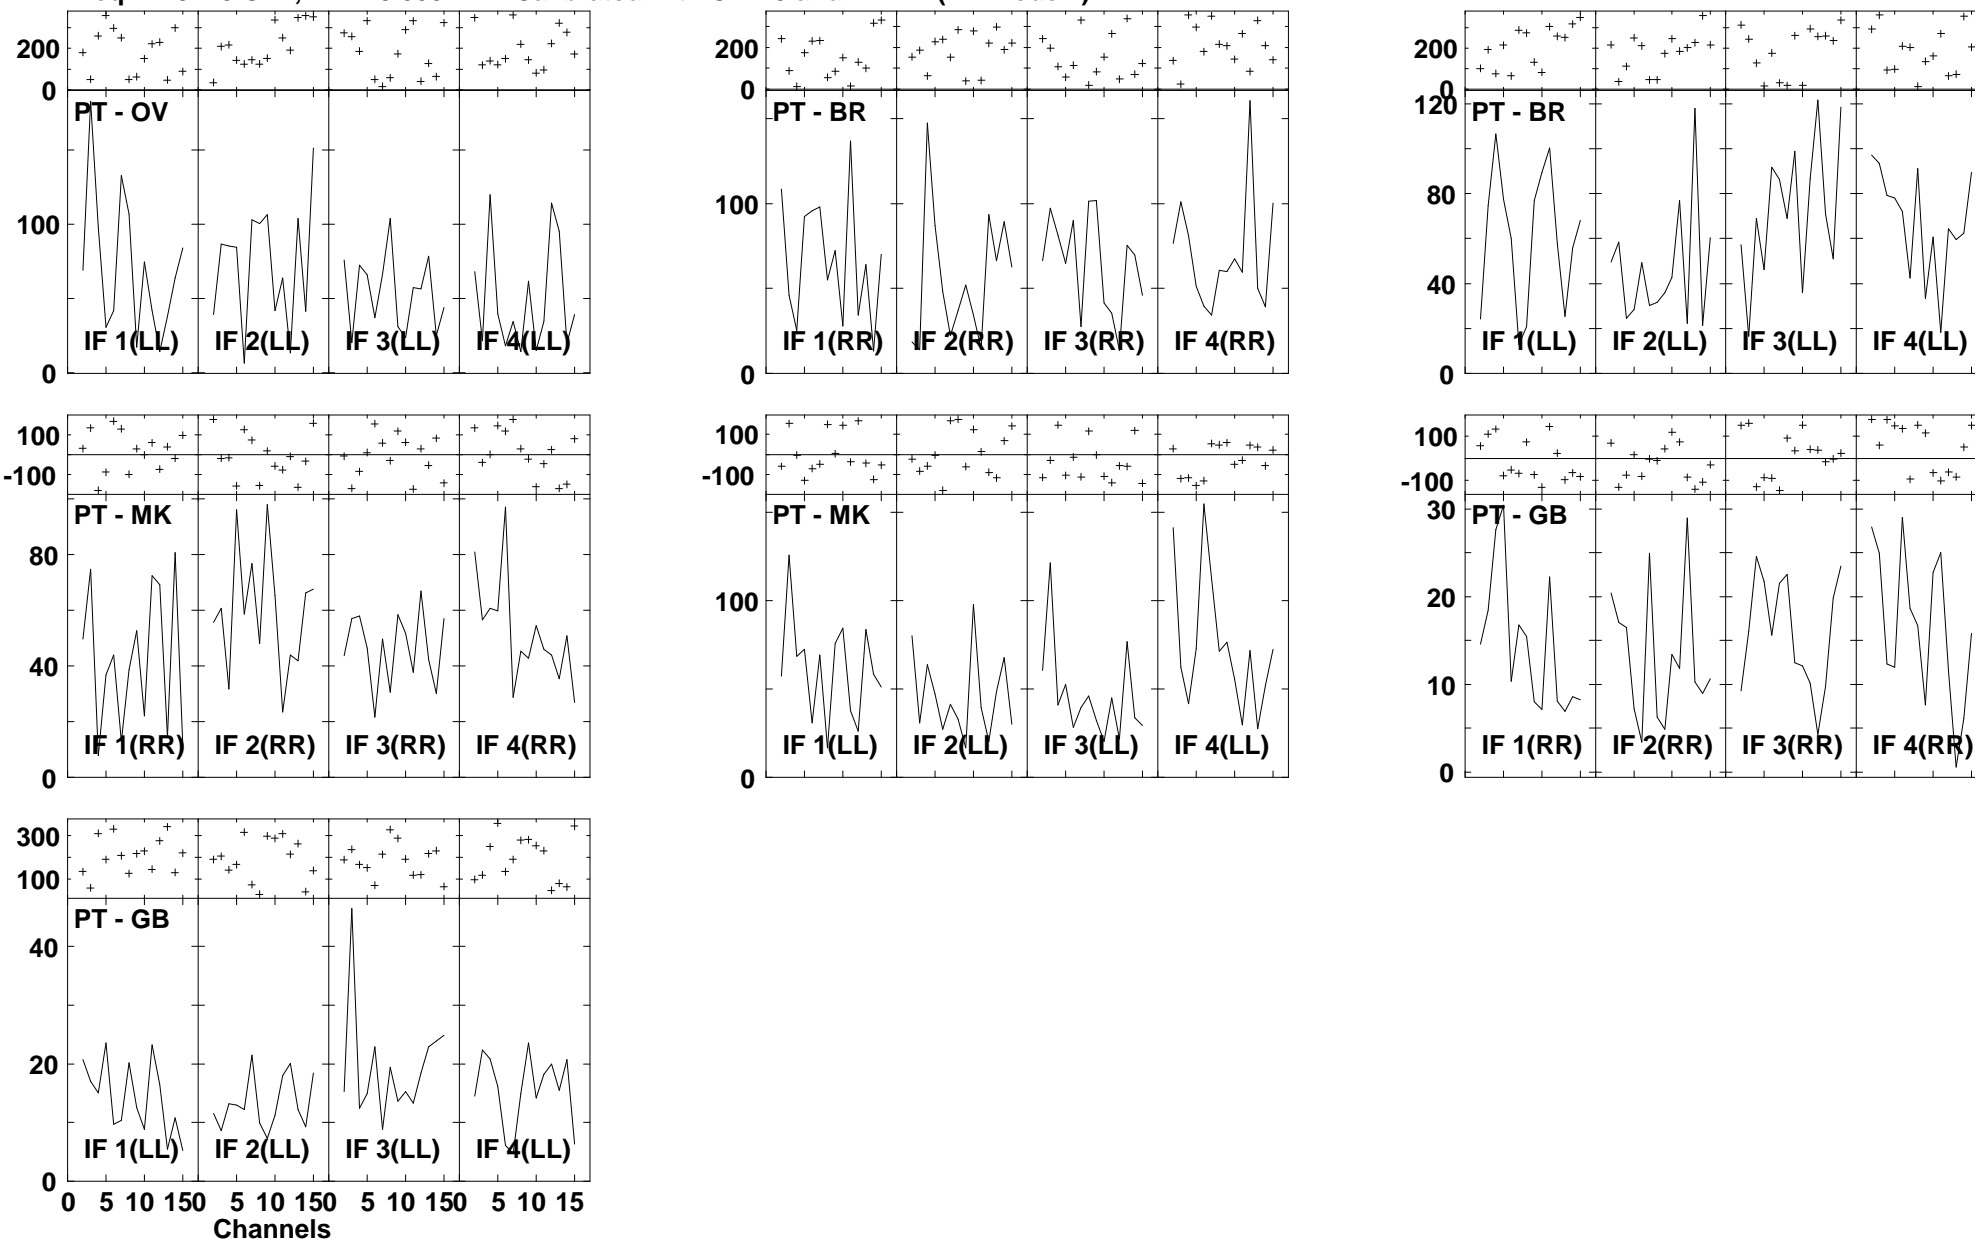 200
0
PT - OV
100
0
IF 1(LL) IF 2(LL) IF 3(LL) IF 4(LL)
200
0
PT - BR
100
0
IF 1(RR) IF 2(RR) IF 3(RR) IF 4(RR)
200
0
120
PT - BR
80
40
0
IF 1(LL) IF 2(LL) IF 3(LL) IF 4(LL)
100
-100
PT - MK
80
40
0
IF 1(RR) IF 2(RR) IF 3(RR) IF 4(RR)
100
-100
PT - MK
100
0
IF 1(LL) IF 2(LL) IF 3(LL) IF 4(LL)
100
-100
30
PT - GB
20
10
0
IF 1(RR) IF 2(RR) IF 3(RR) IF 4(RR)
300
100
PT - GB
40
20
0
IF 1(LL) IF 2(LL) IF 3(LL) IF 4(LL)
0 5 10 150 5 10 150 5 10 150 5 10 15
Channels